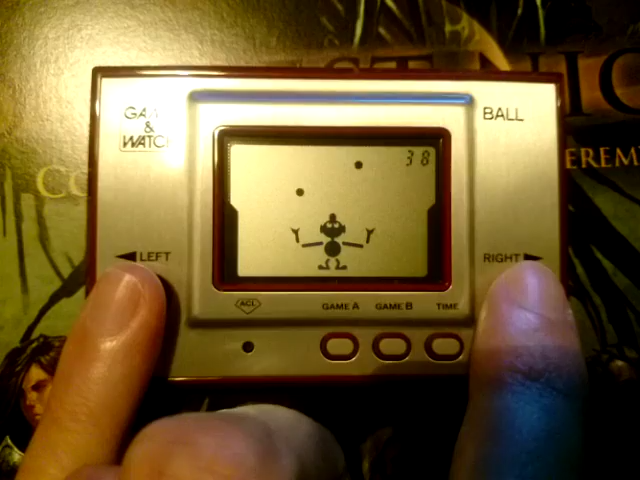 GAME
&
WATCH
BALL
38
◀LEFT
RIGHT▶
ACL
GAME A
GAME B
TIME